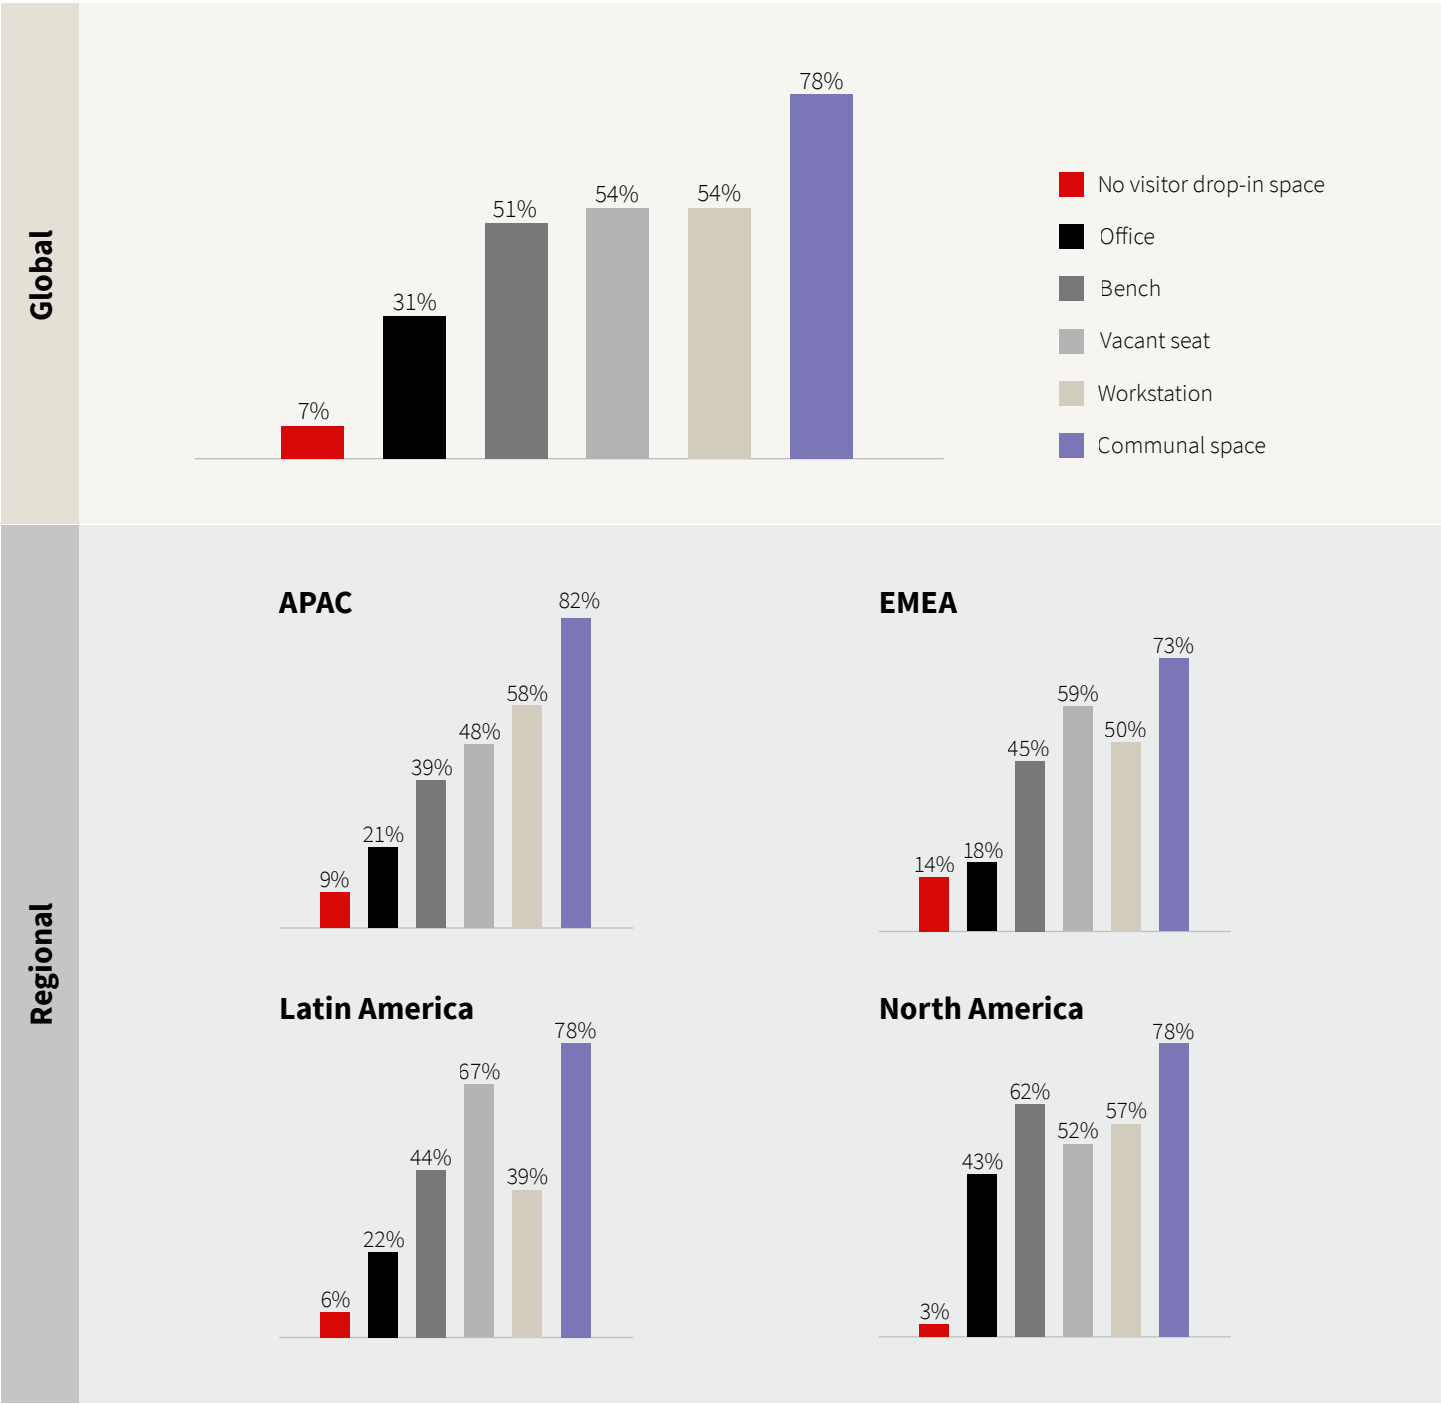 Global
78%
54%
54%
51%
31%
7%
No visitor drop-in space
Office
Bench
Vacant seat
Workstation
Communal space
Regional
APAC
82%
58%
48%
39%
21%
9%
EMEA
73%
59%
50%
45%
18%
14%
Latin America
78%
67%
44%
39%
22%
6%
North America
78%
62%
57%
52%
43%
3%